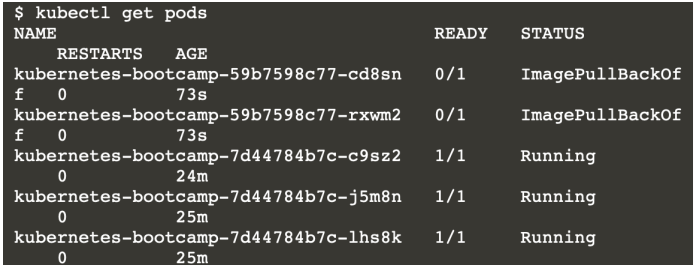 $ kubectl get pods
NAME READY STATUS
RESTARTS AGE
kubernetes-bootcamp-59b7598c77-cd8sn 0/1 ImagePullBackOf
f 0 73s
kubernetes-bootcamp-59b7598c77-rxwm2 0/1 ImagePullBackOf
f 0 73s
kubernetes-bootcamp-7d44784b7c-c9sz2 1/1 Running
0 24m
kubernetes-bootcamp-7d44784b7c-j5m8n 1/1 Running
0 25m
kubernetes-bootcamp-7d44784b7c-lhs8k 1/1 Running
0 25m